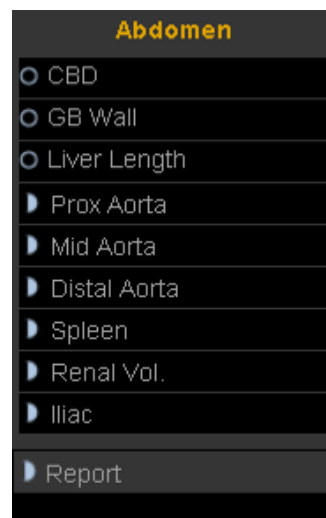 Abdomen
CBD
GB Wall
Liver Length
Prox Aorta
Mid Aorta
Distal Aorta
Spleen
Renal Vol.
Iliac
Report